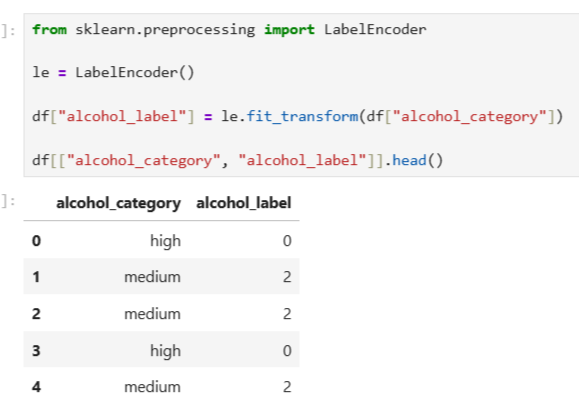 ]: from sklearn.preprocessing import LabelEncoder
le = LabelEncoder()
df["alcohol_label"] = le.fit_transform(df["alcohol_category"])
df[["alcohol_category", "alcohol_label"]].head()
]: alcohol_category alcohol_label
0 high 0
1 medium 2
2 medium 2
3 high 0
4 medium 2